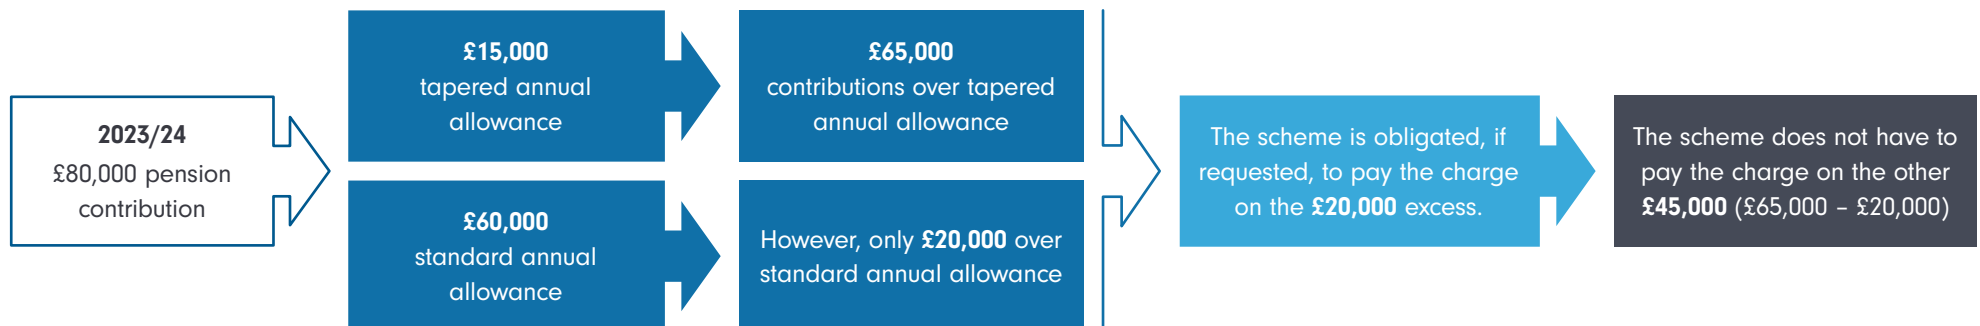 2023/24
£80,000 pension
contribution
£15,000
tapered annual
allowance
£65,000
contributions over tapered
annual allowance
£60,000
standard annual
allowance
However, only £20,000 over
standard annual allowance
The scheme is obligated, if
requested, to pay the charge
on the £20,000 excess.
The scheme does not have to
pay the charge on the other
£45,000 (£65,000 – £20,000)